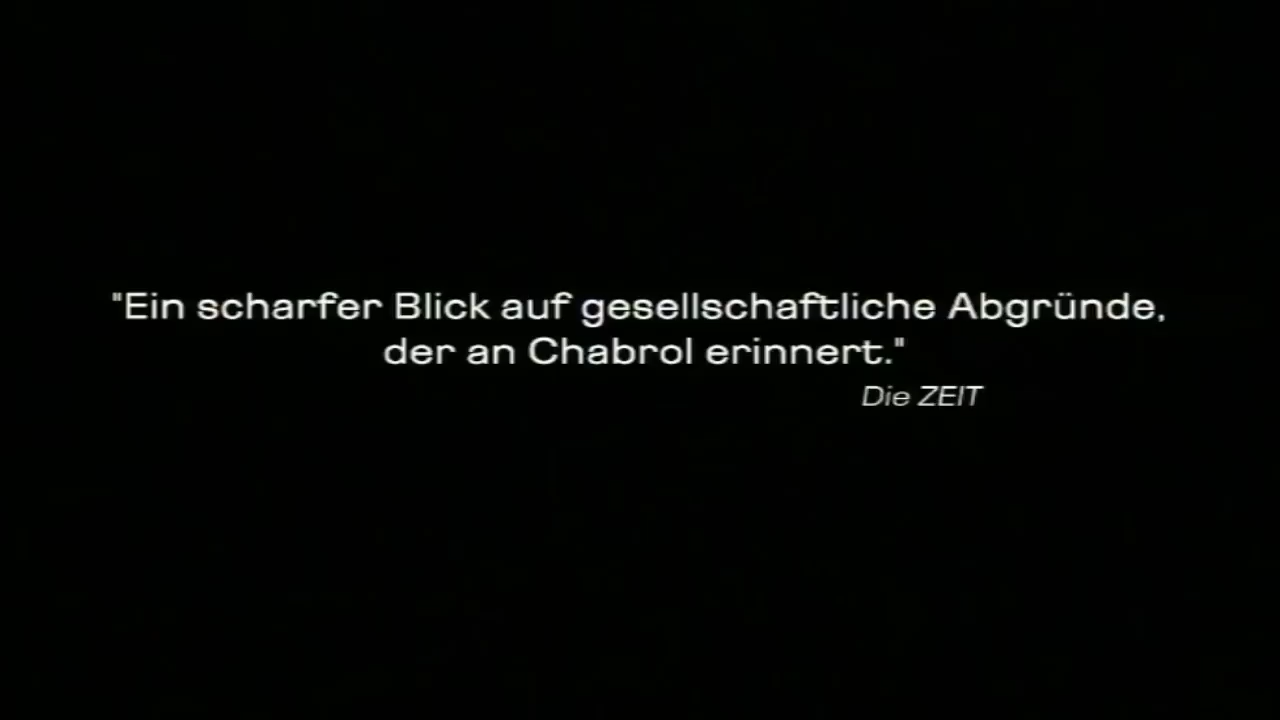 "Ein scharfer Blick auf gesellschaftliche Abgründe,
der an Chabrol erinnert."
Die ZEIT